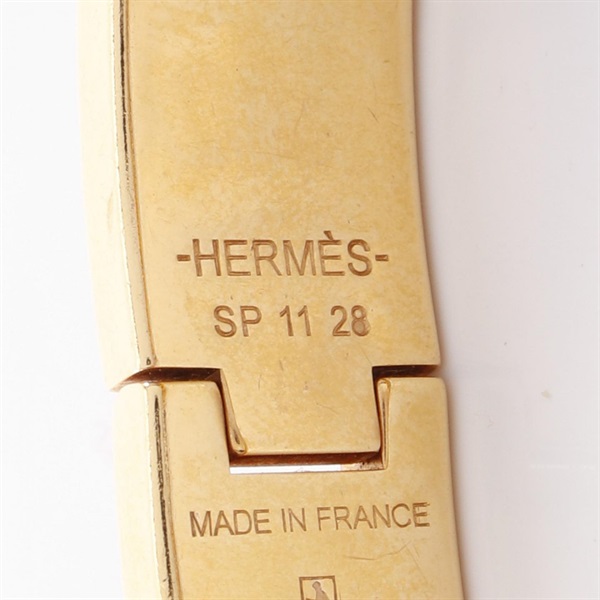 -HERMÈS-
SP 11 28
MADE IN FRANCE